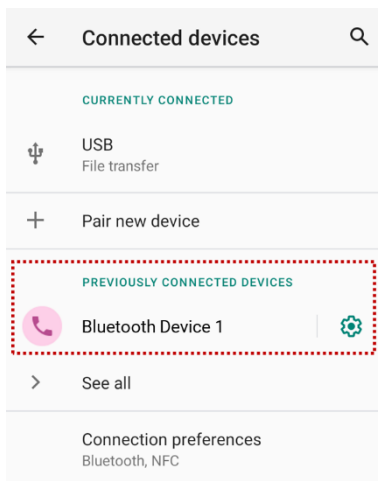 Connected devices
CURRENTLY CONNECTED
USB
File transfer
Pair new device
PREVIOUSLY CONNECTED DEVICES
Bluetooth Device 1
See all
Connection preferences
Bluetooth, NFC